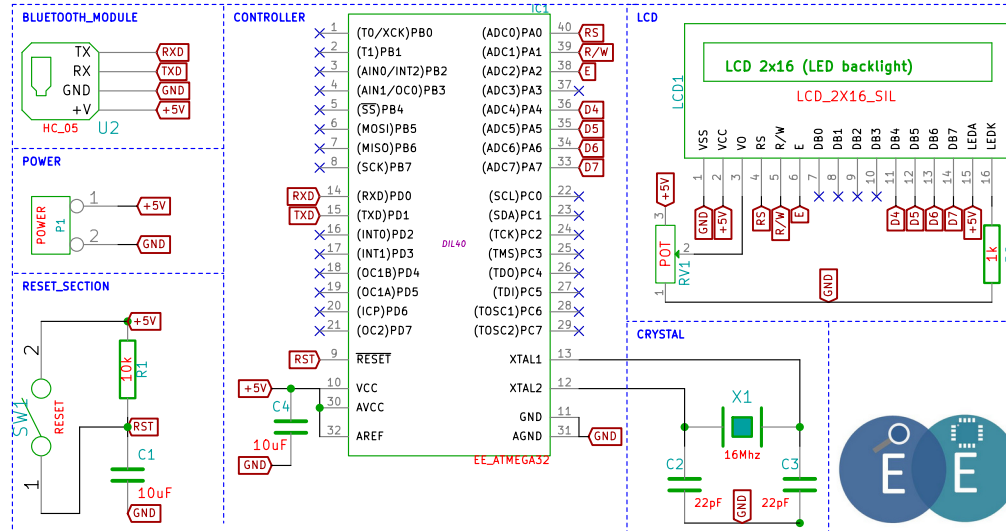 BLUETOOTH_MODULE
TX RXD
RX TXD
GND GND
+V +5V
HC_05 U2
POWER
POWER
P1
1 +5V
2 GND
RESET_SECTION
+5V
2
10k
R1
SW1
RESET
RST
1
C1
10uF
GND
CONTROLLER
IC1
1 (T0/XCK)PB0
2 (T1)PB1
3 (AIN0/INT2)PB2
4 (AIN1/OC0)PB3
5 (SS)PB4
6 (MOSI)PB5
7 (MISO)PB6
8 (SCK)PB7
RXD 14 (RXD)PD0
TXD 15 (TXD)PD1
16 (INT0)PD2
17 (INT1)PD3
18 (OC1B)PD4
19 (OC1A)PD5
20 (ICP)PD6
21 (OC2)PD7
RST 9 RESET
+5V 10 VCC
30 AVCC
32 AREF
C4
10uF
GND
DIL40
(ADC0)PA0 40 RS
(ADC1)PA1 39 R/W
(ADC2)PA2 38 E
(ADC3)PA3 37
(ADC4)PA4 36 D4
(ADC5)PA5 35 D5
(ADC6)PA6 34 D6
(ADC7)PA7 33 D7
(SCL)PC0 22
(SDA)PC1 23
(TCK)PC2 24
(TMS)PC3 25
(TDO)PC4 26
(TDI)PC5 27
(TOSC1)PC6 28
(TOSC2)PC7 29
XTAL1 13
XTAL2 12
GND 11
AGND 31 GND
EE_ATMEGA32
LCD
LCD 2x16 (LED backlight)
LCD_2X16_SIL
LCD1
VSS VCC VO RS R/W E DB0 DB1 DB2 DB3 DB4 DB5 DB6 DB7 LEDA LEDK
1 2 3 4 5 6 7 8 9 10 11 12 13 14 15 16
GND +5V RS R/W E D4 D5 D6 D7 +5V
+5V
3
POT
2
RV1
1
GND
1k
CRYSTAL
X1
16Mhz
C2
22pF
C3
22pF
GND
E E